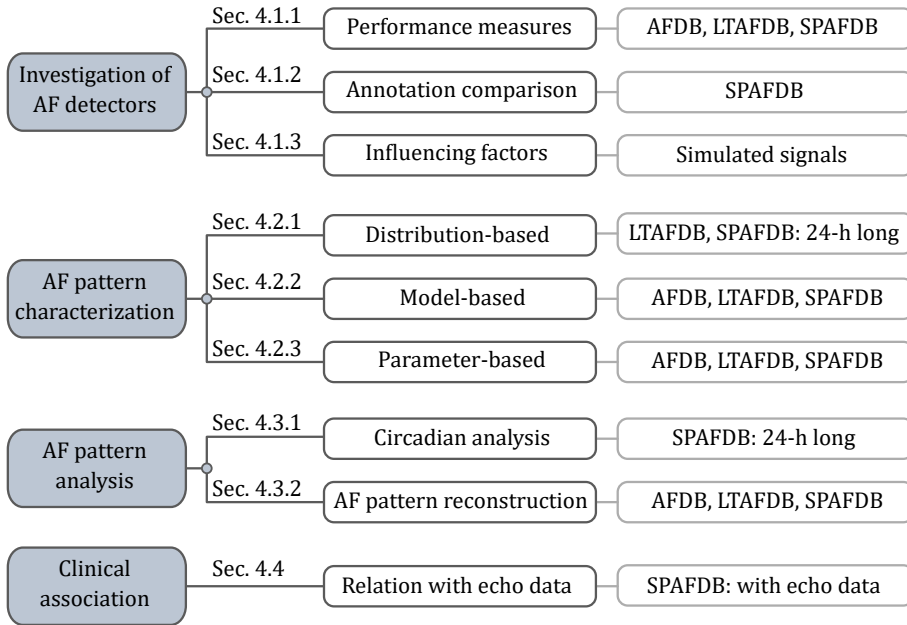 Investigation of
AF detectors
Sec. 4.1.1
Performance measures
AFDB, LTAFDB, SPAFDB
Sec. 4.1.2
Annotation comparison
SPAFDB
Sec. 4.1.3
Influencing factors
Simulated signals
AF pattern
characterization
Sec. 4.2.1
Distribution-based
LTAFDB, SPAFDB: 24-h long
Sec. 4.2.2
Model-based
AFDB, LTAFDB, SPAFDB
Sec. 4.2.3
Parameter-based
AFDB, LTAFDB, SPAFDB
AF pattern
analysis
Sec. 4.3.1
Circadian analysis
SPAFDB: 24-h long
Sec. 4.3.2
AF pattern reconstruction
AFDB, LTAFDB, SPAFDB
Clinical
association
Sec. 4.4
Relation with echo data
SPAFDB: with echo data